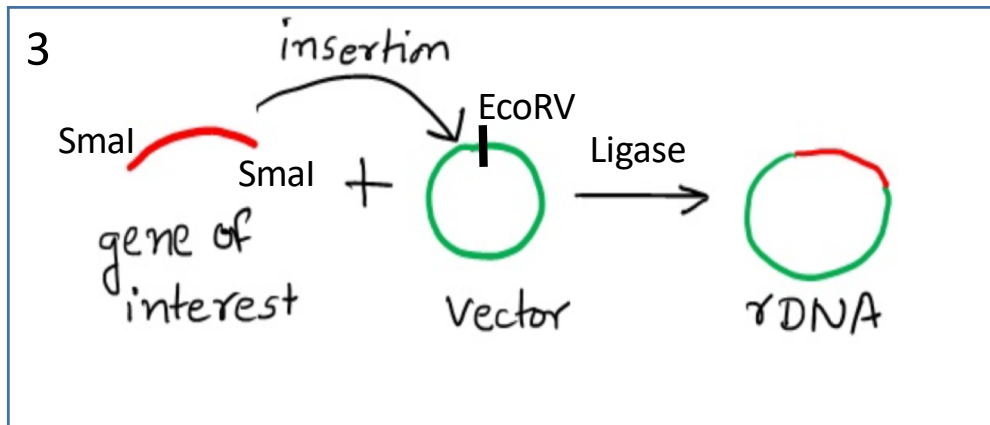 3
insertion
EcoRV
SmaI
SmaI
Ligase
gene of
interest
vector
rDNA